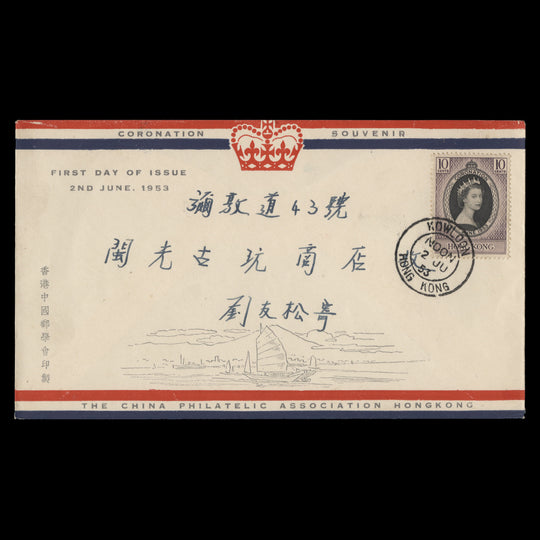 CORONATION SOUVENIR
FIRST DAY OF ISSUE
2ND JUNE, 1953
10 10
CORONATION
HONG KONG
KOWLOON
NOON
2 JU
53
HONG KONG
彌敦道43號
閩光古玩商店
劉友松寄
香港中國郵學會印製
THE CHINA PHILATELIC ASSOCIATION HONGKONG